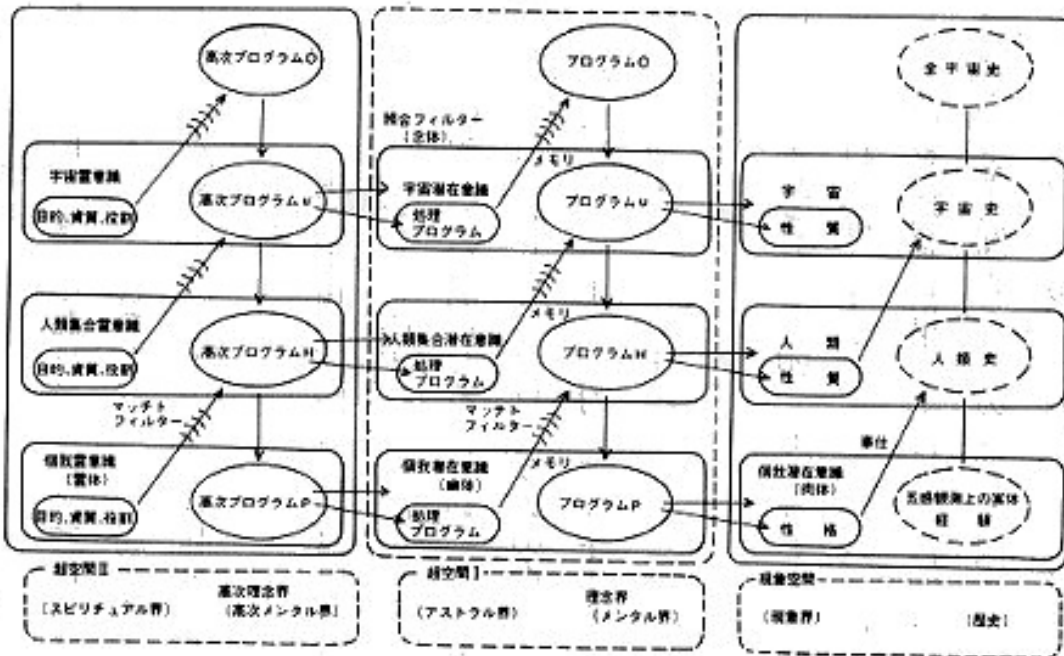 高次プログラムO
宇宙霊意識
目的、資質、役割
高次プログラムU
人類集合霊意識
目的、資質、役割
高次プログラムH
マッチト
フィルター
個我霊意識
(霊体)
目的、資質、役割
高次プログラムP
超空間II
高次理念界
(スピリチュアル界)
(高次メンタル界)
プログラムO
照合フィルター
(念体)
メモリ
宇宙潜在意識
処理
プログラム
プログラムU
メモリ
人類集合潜在意識
処理
プログラム
プログラムH
マッチト
フィルター
メモリ
個我潜在意識
(幽体)
処理
プログラム
プログラムP
超空間I
理念界
(アストラル界)
(メンタル界)
全宇宙史
宇宙
性質
宇宙史
人類
性質
人類史
奉仕
個我潜在意識
(肉体)
性格
五感観測上の実体
経験
現象空間
(現象界)
(歴史)